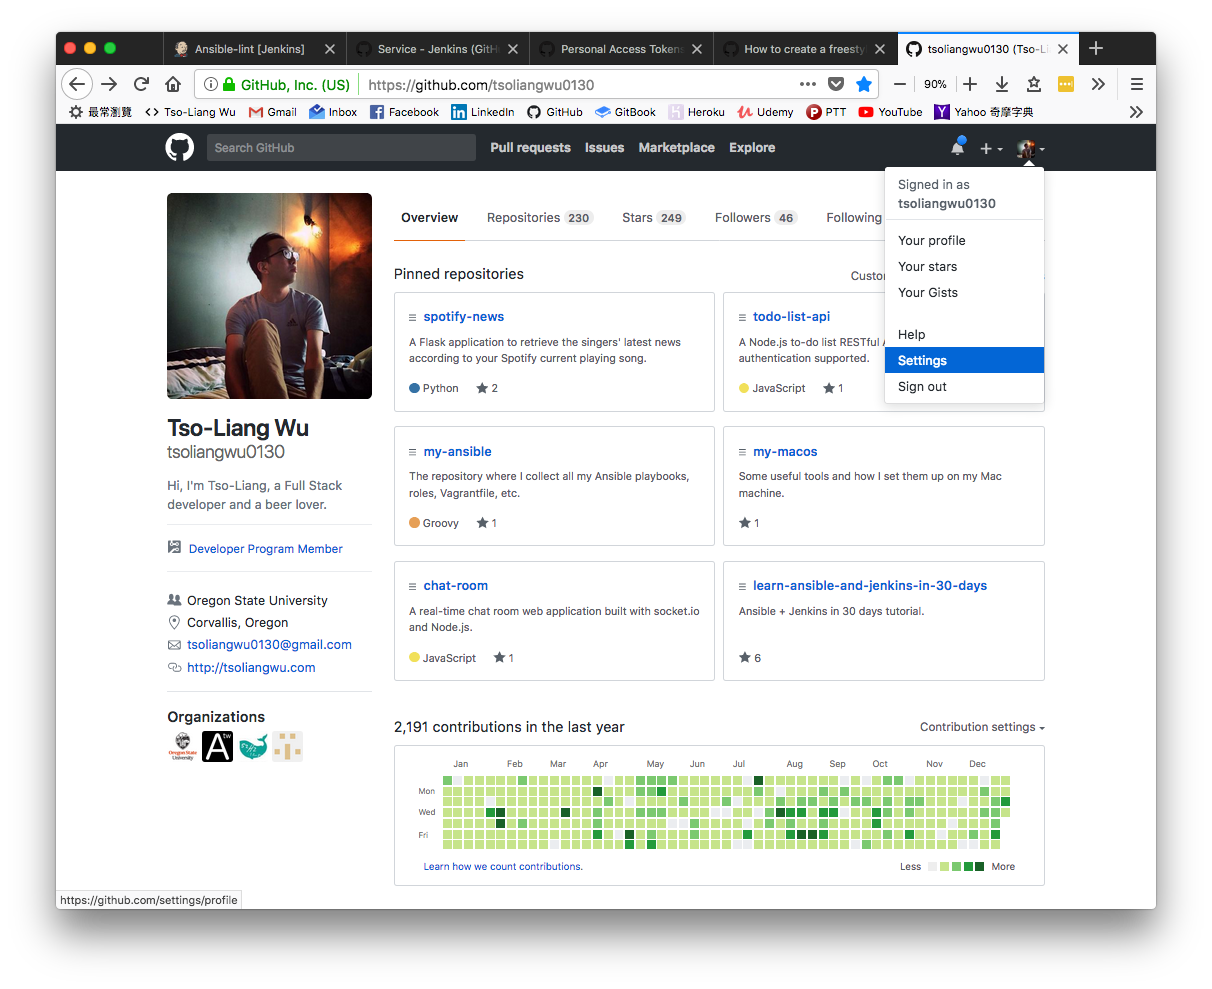 Ansible-lint [Jenkins]
Service - Jenkins (GitH
Personal Access Token
How to create a freesty
tsoliangwu0130 (Tso-Li
GitHub, Inc. (US)
https://github.com/tsoliangwu0130
90%
最常瀏覽
Tso-Liang Wu
Gmail
Inbox
Facebook
LinkedIn
GitHub
GitBook
Heroku
Udemy
PTT
YouTube
Yahoo 奇摩字典
Search GitHub
Pull requests
Issues
Marketplace
Explore
Signed in as
tsoliangwu0130
Your profile
Your stars
Your Gists
Help
Settings
Sign out
Overview
Repositories 230
Stars 249
Followers 46
Following
Pinned repositories
Custo
spotify-news
A Flask application to retrieve the singers' latest news
according to your Spotify current playing song.
Python 2
todo-list-api
A Node.js to-do list RESTful
authentication supported.
JavaScript 1
my-ansible
The repository where I collect all my Ansible playbooks,
roles, Vagrantfile, etc.
Groovy 1
my-macos
Some useful tools and how I set them up on my Mac
machine.
1
chat-room
A real-time chat room web application built with socket.io
and Node.js.
JavaScript 1
learn-ansible-and-jenkins-in-30-days
Ansible + Jenkins in 30 days tutorial.
6
Tso-Liang Wu
tsoliangwu0130
Hi, I'm Tso-Liang, a Full Stack
developer and a beer lover.
Developer Program Member
Oregon State University
Corvallis, Oregon
tsoliangwu0130@gmail.com
http://tsoliangwu.com
Organizations
Oregon State
University
A tw
2,191 contributions in the last year
Contribution settings
Jan Feb Mar Apr May Jun Jul Aug Sep Oct Nov Dec
Mon
Wed
Fri
Learn how we count contributions.
Less More
https://github.com/settings/profile